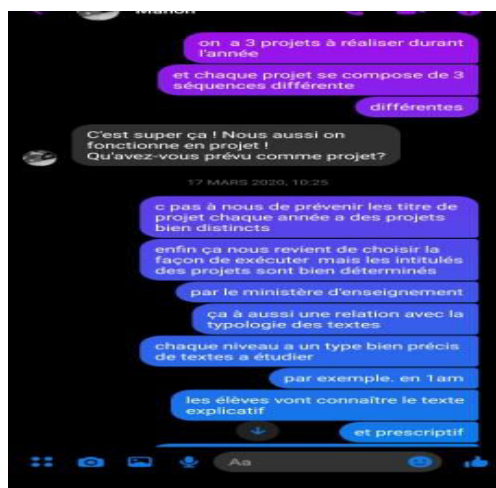 on a 3 projets à réaliser durant
l'année
et chaque projet se compose de 3
séquences différente
différentes
C'est super ça ! Nous aussi on
fonctionne en projet !
Qu'avez-vous prévu comme projet?
17 MARS 2020, 10:25
c pas à nous de prévenir les titre de
projet chaque année a des projets
bien distincts
enfin ça nous revient de choisir la
façon de exécuter mais les intitulés
des projets sont bien déterminés
par le ministère d'enseignement
ça à aussi une relation avec la
typologie des textes
chaque niveau a un type bien précis
de textes a étudier
par exemple. en 1am
les élèves vont connaître le texte
explicatif
et prescriptif
Aa